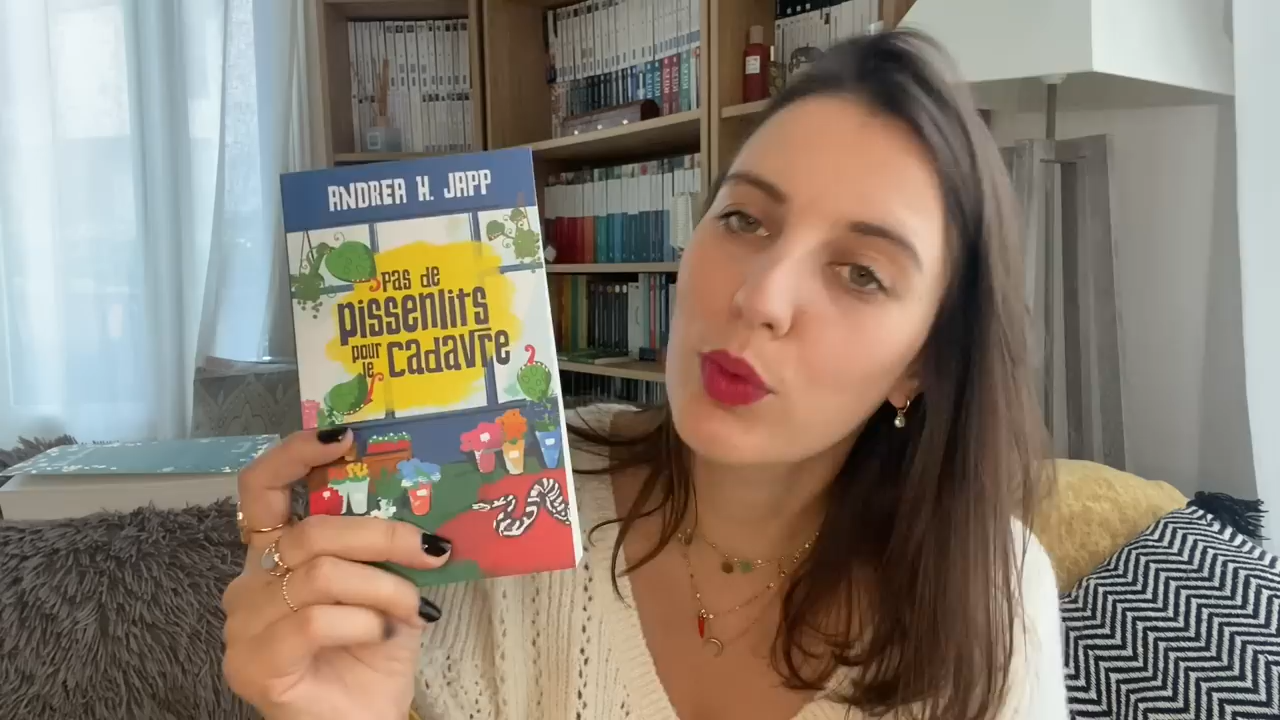 ANDREA H. JAPP
Pas de
pissenlits
pour
le cadavre